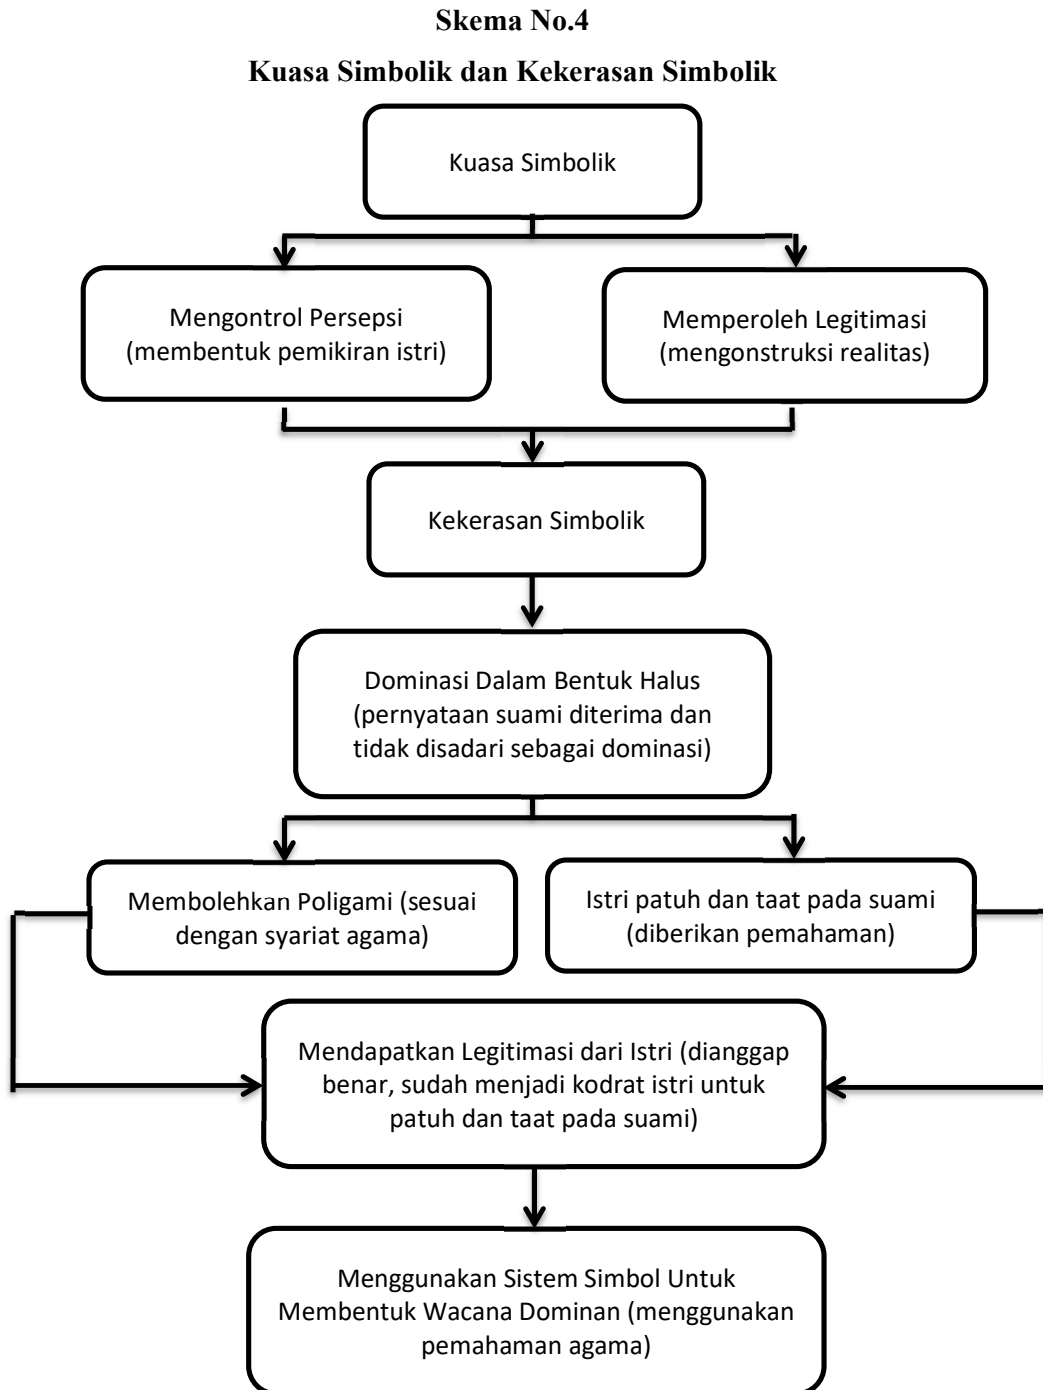 Skema No.4
Kuasa Simbolik dan Kekerasan Simbolik
Kuasa Simbolik
Mengontrol Persepsi
(membentuk pemikiran istri)
Memperoleh Legitimasi
(mengonstruksi realitas)
Kekerasan Simbolik
Dominasi Dalam Bentuk Halus
(pernyataan suami diterima dan
tidak disadari sebagai dominasi)
Membolehkan Poligami (sesuai
dengan syariat agama)
Istri patuh dan taat pada suami
(diberikan pemahaman)
Mendapatkan Legitimasi dari Istri (dianggap
benar, sudah menjadi kodrat istri untuk
patuh dan taat pada suami)
Menggunakan Sistem Simbol Untuk
Membentuk Wacana Dominan (menggunakan
pemahaman agama)